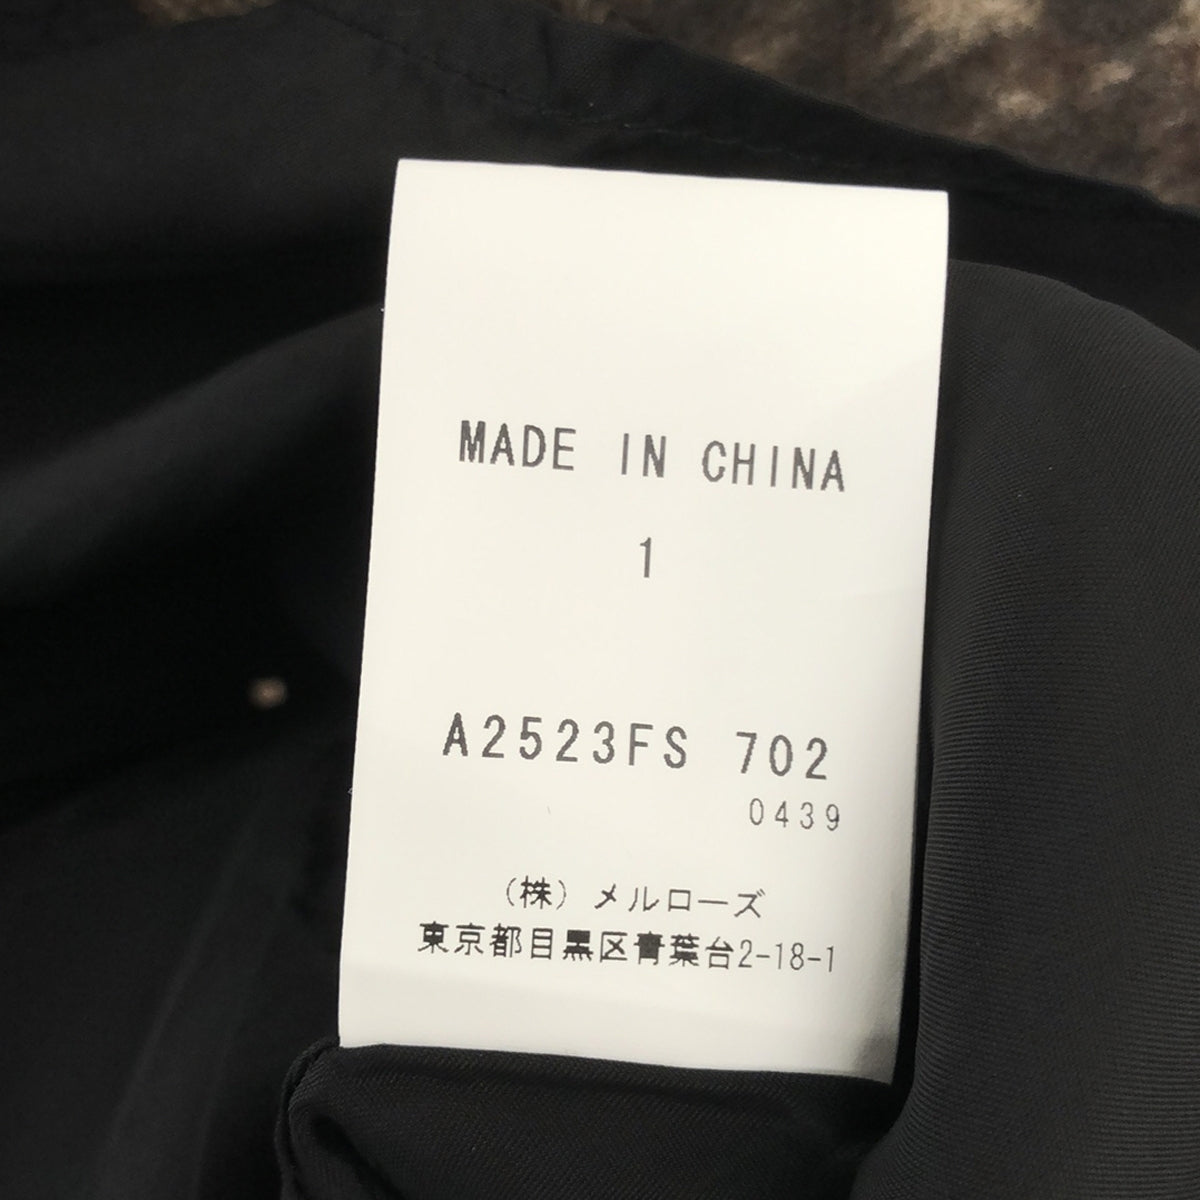 MADE IN CHINA
1
A2523FS 702
0439
(株) メルローズ
東京都目黒区青葉台2-18-1